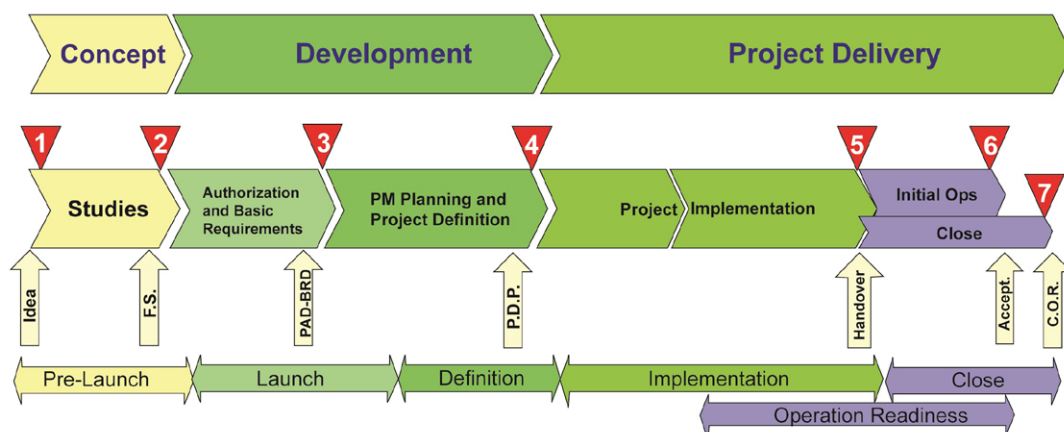 Concept
Development
Project Delivery
1
2
3
4
5
6
7
Studies
Authorization
and Basic
Requirements
PM Planning and
Project Definition
Project Implementation
Initial Ops
Close
Idea
F.S.
PAD-BRD
P.D.P.
Handover
Accept.
C.O.R.
Pre-Launch
Launch
Definition
Implementation
Close
Operation Readiness